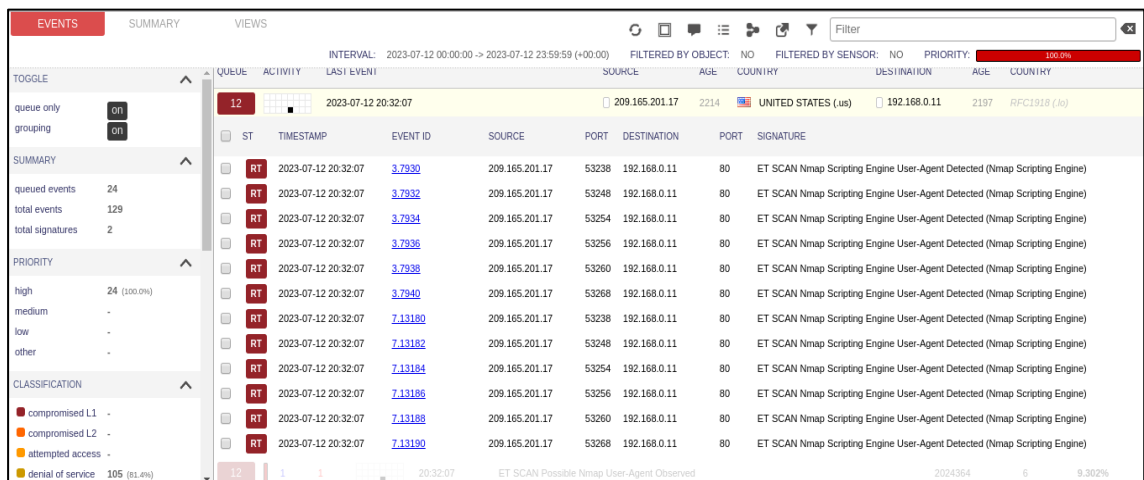 EVENTS SUMMARY VIEWS Filter
INTERVAL: 2023-07-12 00:00:00 -> 2023-07-12 23:59:59 (+00:00) FILTERED BY OBJECT: NO FILTERED BY SENSOR: NO PRIORITY: 100.0%
TOGGLE
queue only on
grouping on
SUMMARY
queued events 24
total events 129
total signatures 2
PRIORITY
high 24 (100.0%)
medium -
low -
other -
CLASSIFICATION
compromised L1 -
compromised L2 -
attempted access -
denial of service 105 (81.4%)
QUEUE ACTIVITY LAST EVENT SOURCE AGE COUNTRY DESTINATION AGE COUNTRY
12 2023-07-12 20:32:07 209.165.201.17 2214 UNITED STATES (.us) 192.168.0.11 2197 RFC1918 (.lo)
ST TIMESTAMP EVENT ID SOURCE PORT DESTINATION PORT SIGNATURE
RT 2023-07-12 20:32:07 3.7930 209.165.201.17 53238 192.168.0.11 80 ET SCAN Nmap Scripting Engine User-Agent Detected (Nmap Scripting Engine)
RT 2023-07-12 20:32:07 3.7932 209.165.201.17 53248 192.168.0.11 80 ET SCAN Nmap Scripting Engine User-Agent Detected (Nmap Scripting Engine)
RT 2023-07-12 20:32:07 3.7934 209.165.201.17 53254 192.168.0.11 80 ET SCAN Nmap Scripting Engine User-Agent Detected (Nmap Scripting Engine)
RT 2023-07-12 20:32:07 3.7936 209.165.201.17 53256 192.168.0.11 80 ET SCAN Nmap Scripting Engine User-Agent Detected (Nmap Scripting Engine)
RT 2023-07-12 20:32:07 3.7938 209.165.201.17 53260 192.168.0.11 80 ET SCAN Nmap Scripting Engine User-Agent Detected (Nmap Scripting Engine)
RT 2023-07-12 20:32:07 3.7940 209.165.201.17 53268 192.168.0.11 80 ET SCAN Nmap Scripting Engine User-Agent Detected (Nmap Scripting Engine)
RT 2023-07-12 20:32:07 7.13180 209.165.201.17 53238 192.168.0.11 80 ET SCAN Nmap Scripting Engine User-Agent Detected (Nmap Scripting Engine)
RT 2023-07-12 20:32:07 7.13182 209.165.201.17 53248 192.168.0.11 80 ET SCAN Nmap Scripting Engine User-Agent Detected (Nmap Scripting Engine)
RT 2023-07-12 20:32:07 7.13184 209.165.201.17 53254 192.168.0.11 80 ET SCAN Nmap Scripting Engine User-Agent Detected (Nmap Scripting Engine)
RT 2023-07-12 20:32:07 7.13186 209.165.201.17 53256 192.168.0.11 80 ET SCAN Nmap Scripting Engine User-Agent Detected (Nmap Scripting Engine)
RT 2023-07-12 20:32:07 7.13188 209.165.201.17 53260 192.168.0.11 80 ET SCAN Nmap Scripting Engine User-Agent Detected (Nmap Scripting Engine)
RT 2023-07-12 20:32:07 7.13190 209.165.201.17 53268 192.168.0.11 80 ET SCAN Nmap Scripting Engine User-Agent Detected (Nmap Scripting Engine)
12 1 1 20:32:07 ET SCAN Possible Nmap User-Agent Observed 2024364 6 9.302%